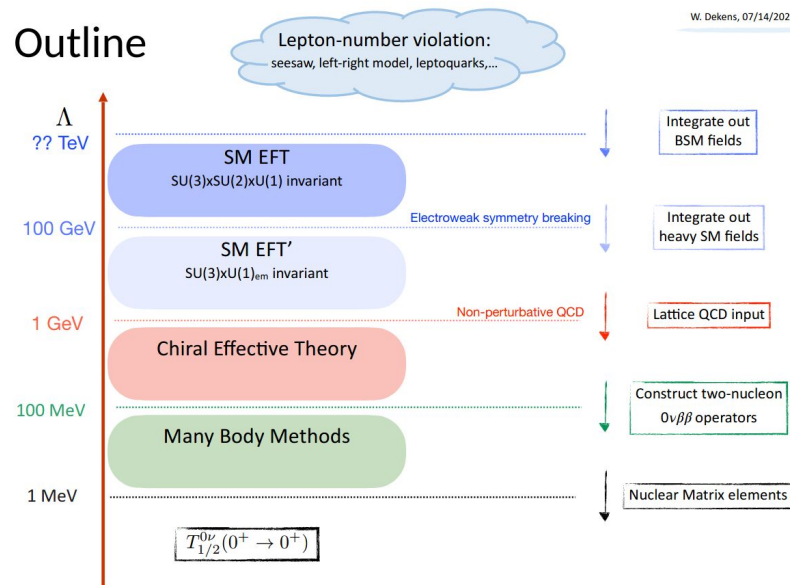 W. Dekens, 07/14/202
Outline
Lepton-number violation:
seesaw, left-right model, leptoquarks,...
Λ
?? TeV
Integrate out
BSM fields
SM EFT
SU(3)xSU(2)xU(1) invariant
100 GeV
Electroweak symmetry breaking
Integrate out
heavy SM fields
SM EFT’
SU(3)xU(1)em invariant
1 GeV
Non-perturbative QCD
Lattice QCD input
Chiral Effective Theory
100 MeV
Construct two-nucleon
0νββ operators
Many Body Methods
1 MeV
Nuclear Matrix elements
T^{0ν}_{1/2}(0⁺ → 0⁺)